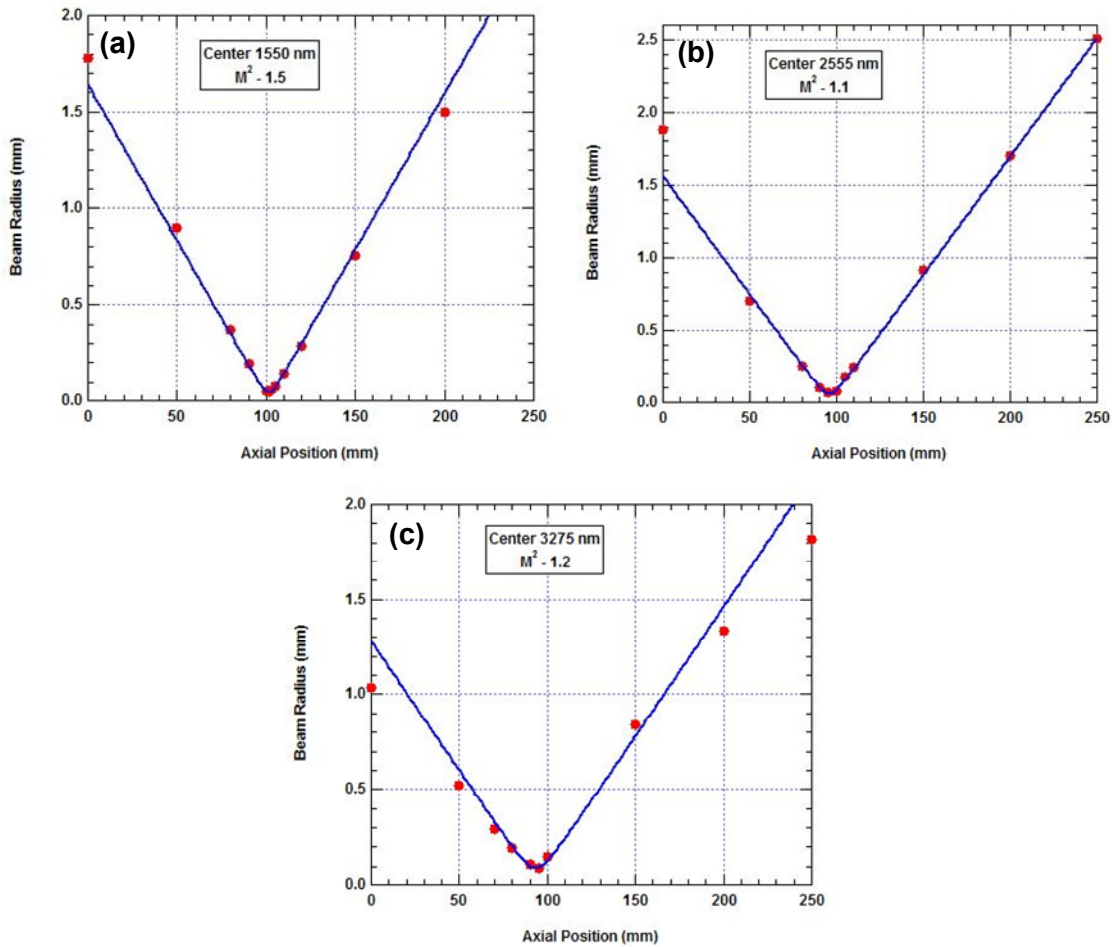 (a)
Center 1550 nm
M² - 1.5
2.0
1.5
1.0
0.5
0.0
Beam Radius (mm)
0 50 100 150 200 250
Axial Position (mm)
(b)
Center 2555 nm
M² - 1.1
2.5
2.0
1.5
1.0
0.5
0.0
Beam Radius (mm)
0 50 100 150 200 250
Axial Position (mm)
(c)
Center 3275 nm
M² - 1.2
2.0
1.5
1.0
0.5
0.0
Beam Radius (mm)
0 50 100 150 200 250
Axial Position (mm)